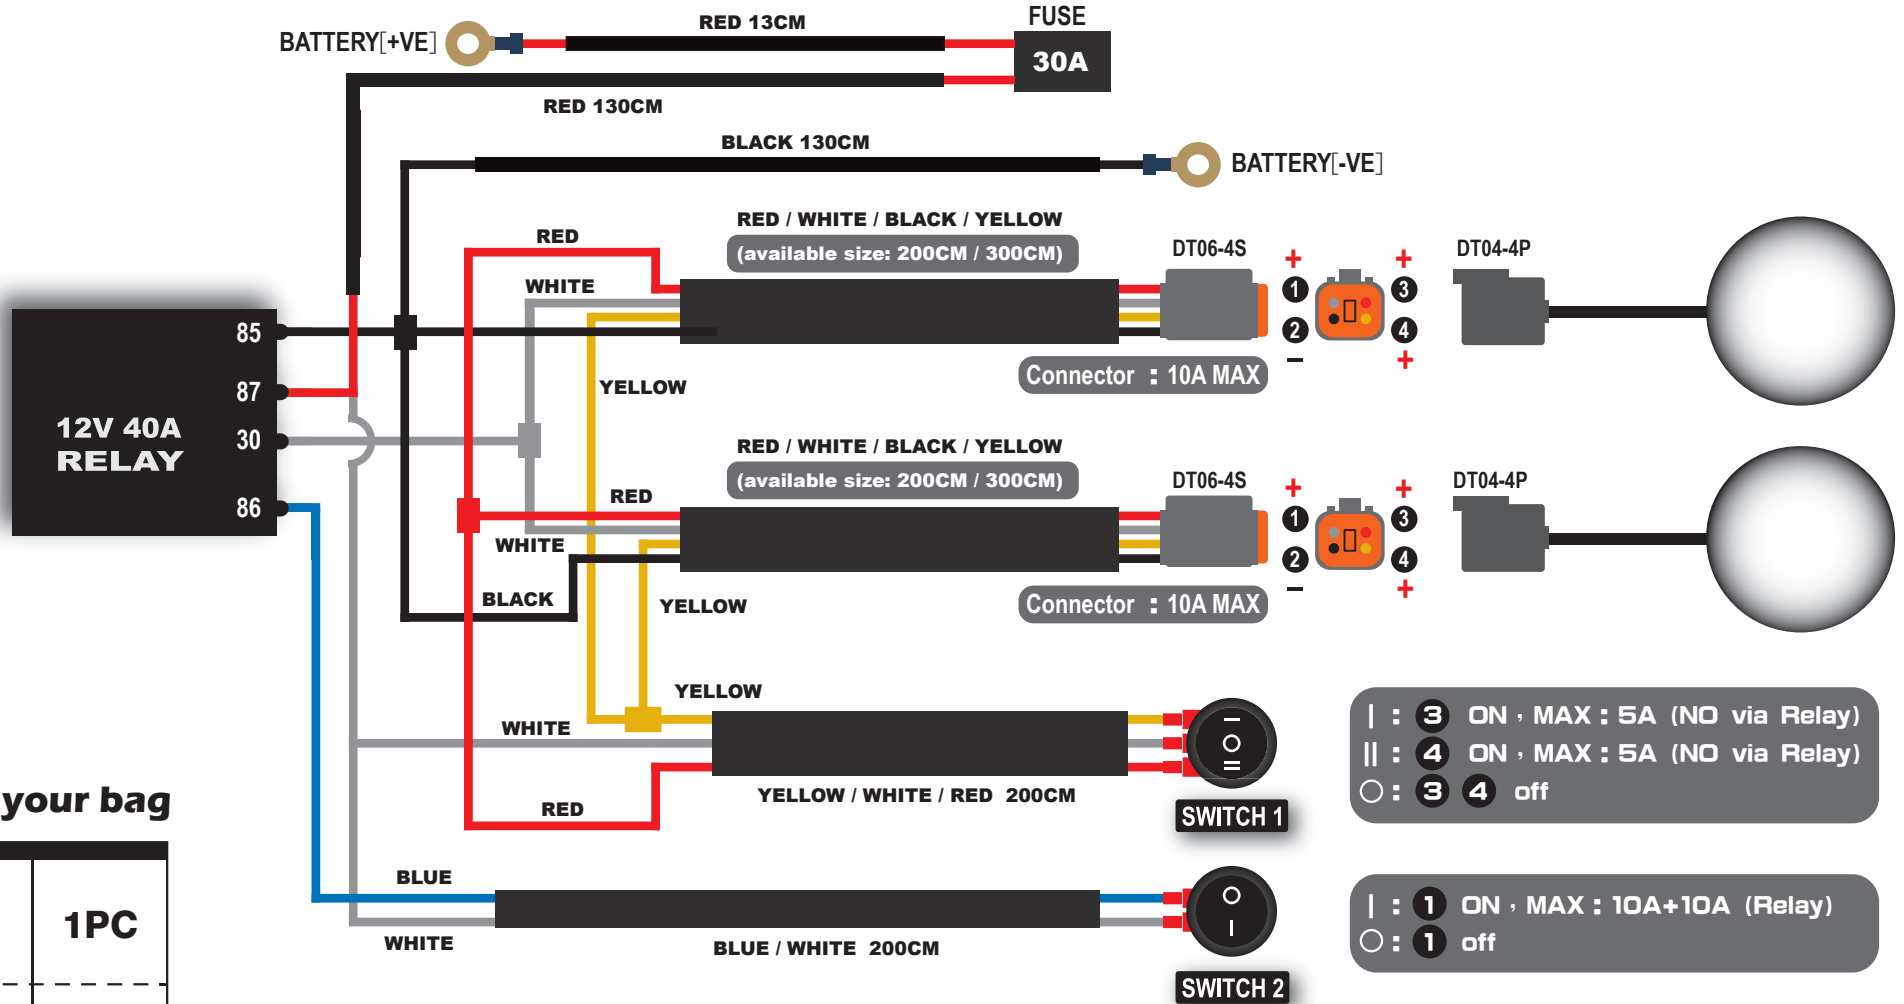 RED 13CM
FUSE
BATTERY[+VE]
30A
RED 130CM
BLACK 130CM
BATTERY[-VE]
RED / WHITE / BLACK / YELLOW
(available size: 200CM / 300CM)
RED
WHITE
DT06-4S
DT04-4P
+ +
1 3
2 4
- +
YELLOW
Connector : 10A MAX
85
87
30
86
12V 40A
RELAY
RED / WHITE / BLACK / YELLOW
(available size: 200CM / 300CM)
RED
WHITE
DT06-4S
DT04-4P
+ +
1 3
2 4
- +
BLACK
YELLOW
Connector : 10A MAX
YELLOW
WHITE
RED
YELLOW / WHITE / RED 200CM
SWITCH 1
| : 3 ON , MAX : 5A (NO via Relay)
|| : 4 ON , MAX : 5A (NO via Relay)
O : 3 4 off
your bag
1PC
BLUE
WHITE
BLUE / WHITE 200CM
SWITCH 2
| : 1 ON , MAX : 10A+10A (Relay)
O : 1 off